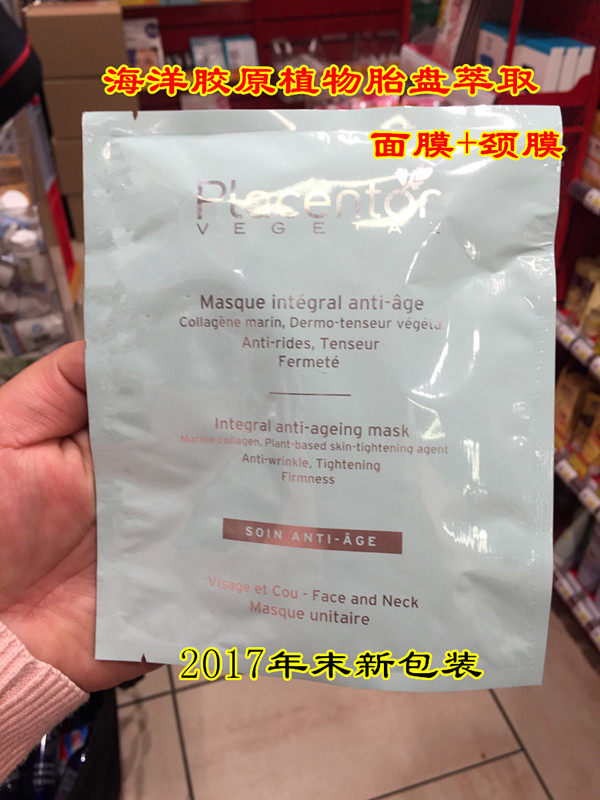 海洋胶原植物胎盘萃取
面膜+颈膜
Placentor
VEGETAL
Masque intégral anti-âge
Collagène marin, Dermo-tenseur végétal
Anti-rides, Tenseur
Fermeté
Integral anti-ageing mask
Marine collagen, Plant-based skin-tightening agent
Anti-wrinkle, Tightening
Firmness
SOIN ANTI-ÂGE
Visage et Cou - Face and Neck
Masque unitaire
2017年末新包装